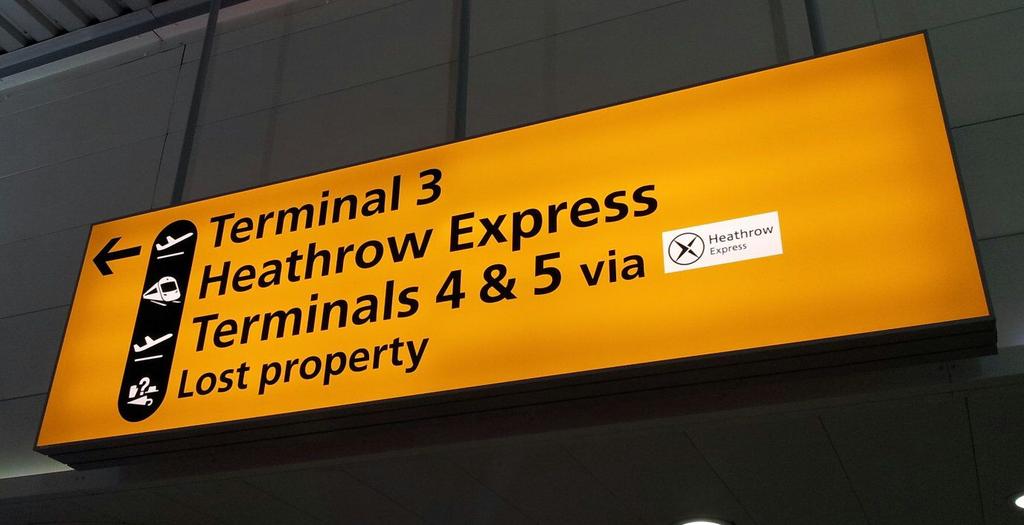 Terminal 3
Heathrow Express
Terminals 4 & 5 via
Heathrow
Express
Lost property